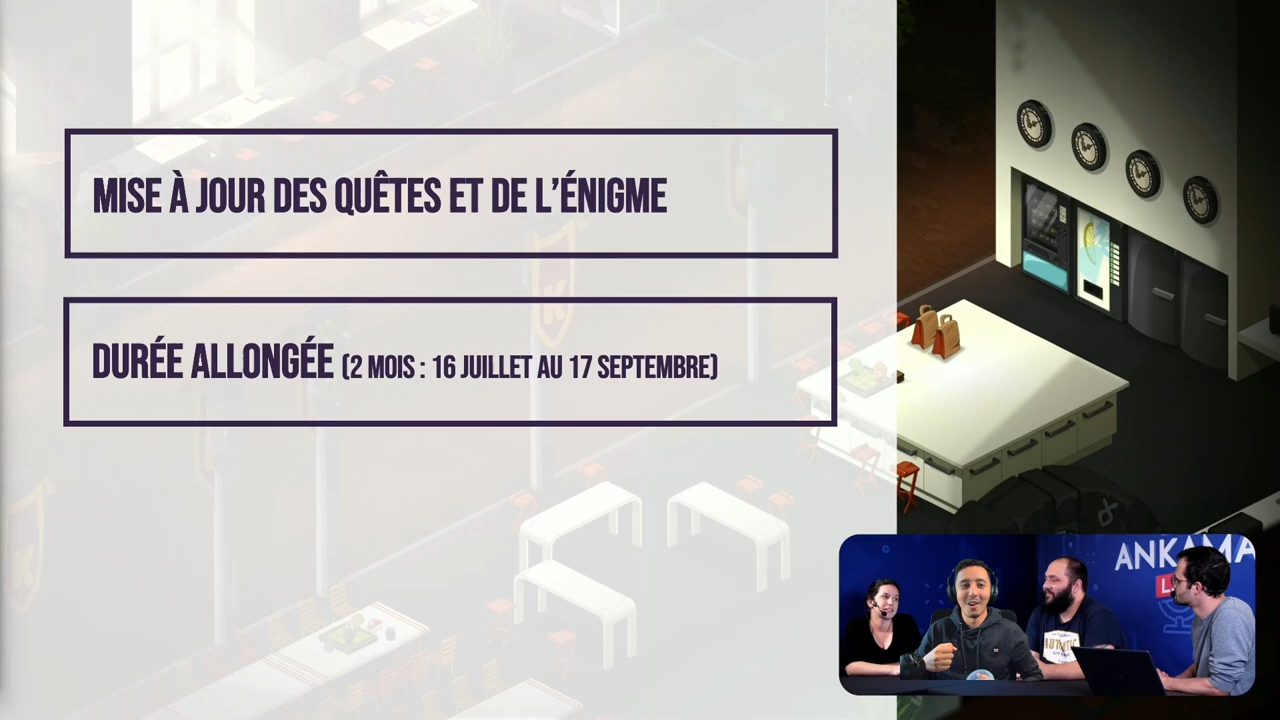 MISE À JOUR DES QUÊTES ET DE L'ÉNIGME
DURÉE ALLONGÉE (2 MOIS : 16 JUILLET AU 17 SEPTEMBRE)
ANKAMA